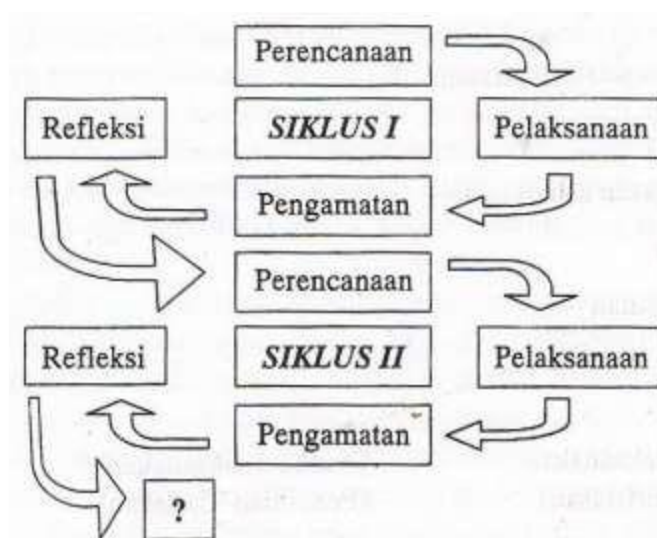 Perencanaan
Refleksi
SIKLUS I
Pelaksanaan
Pengamatan
Perencanaan
Refleksi
SIKLUS II
Pelaksanaan
Pengamatan
?